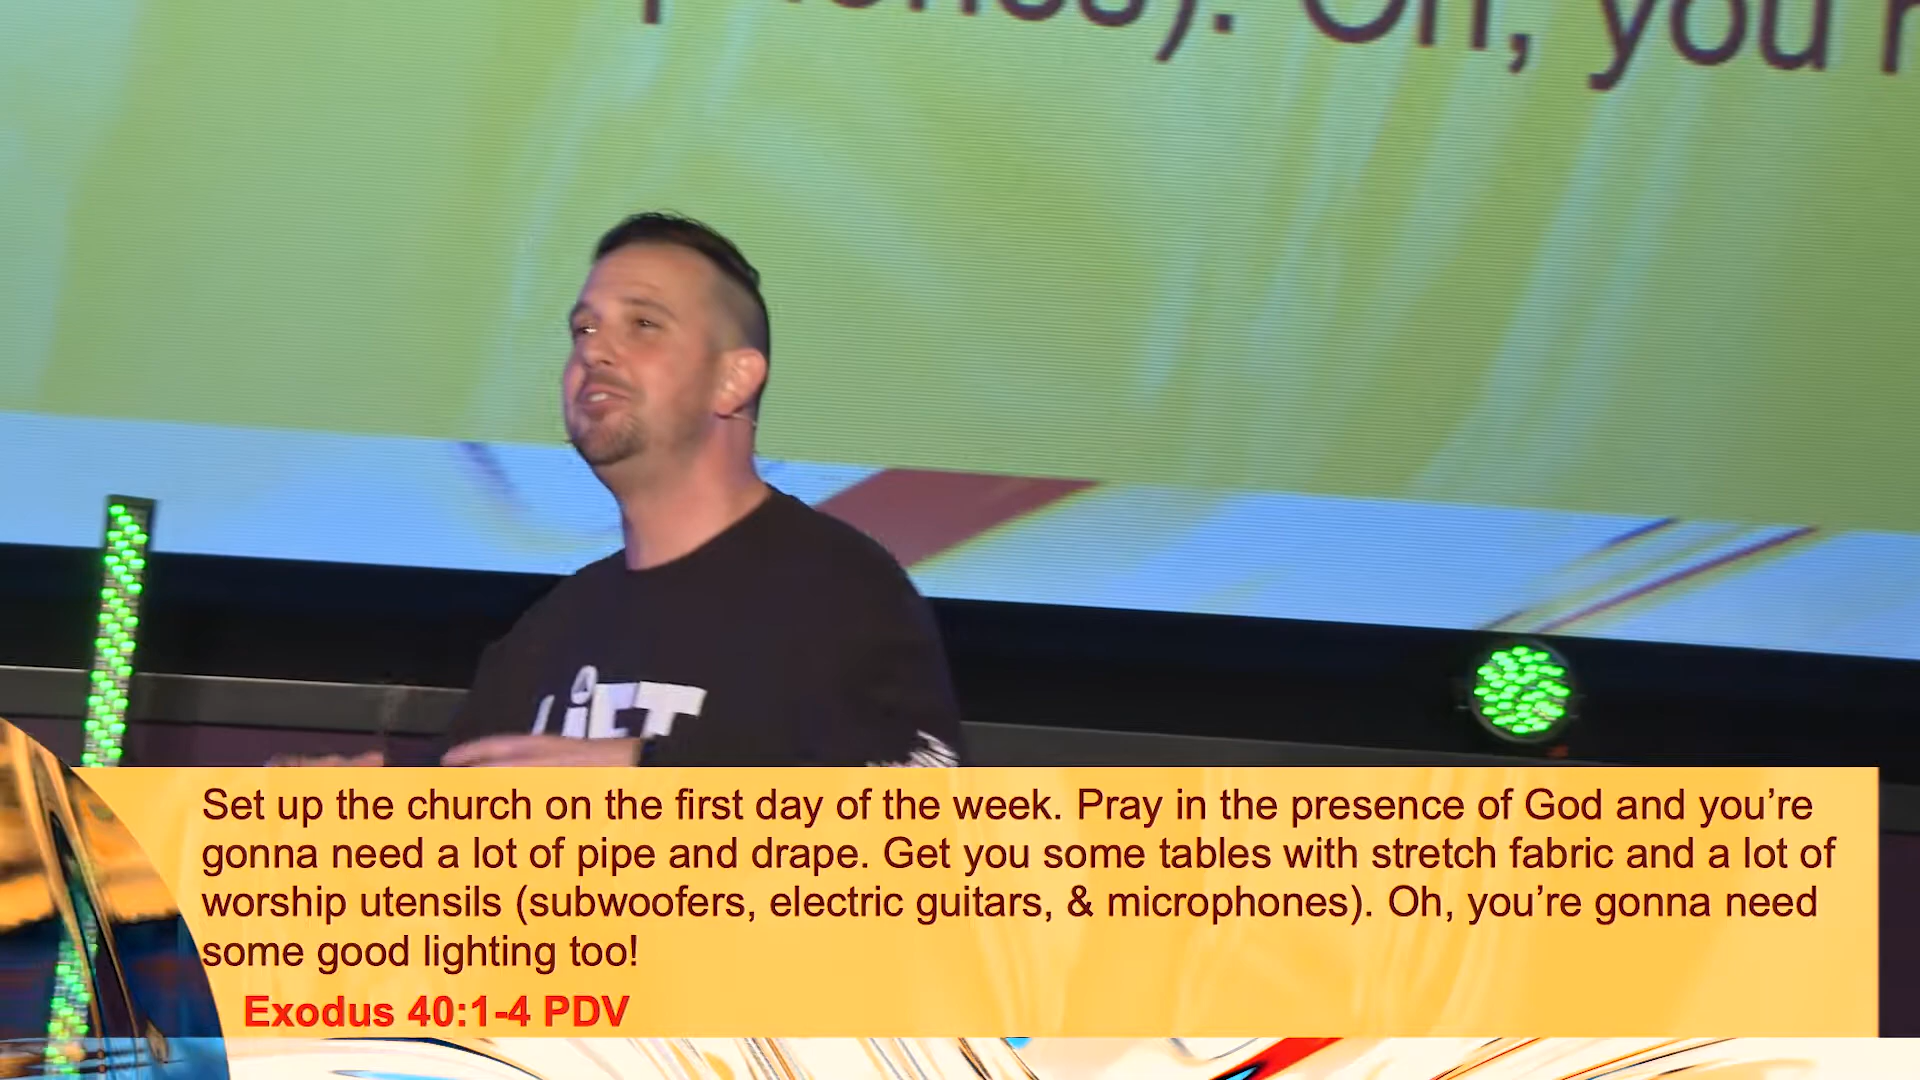 Oh, you
LiFT
Set up the church on the first day of the week. Pray in the presence of God and you’re
gonna need a lot of pipe and drape. Get you some tables with stretch fabric and a lot of
worship utensils (subwoofers, electric guitars, & microphones). Oh, you’re gonna need
some good lighting too!
Exodus 40:1-4 PDV